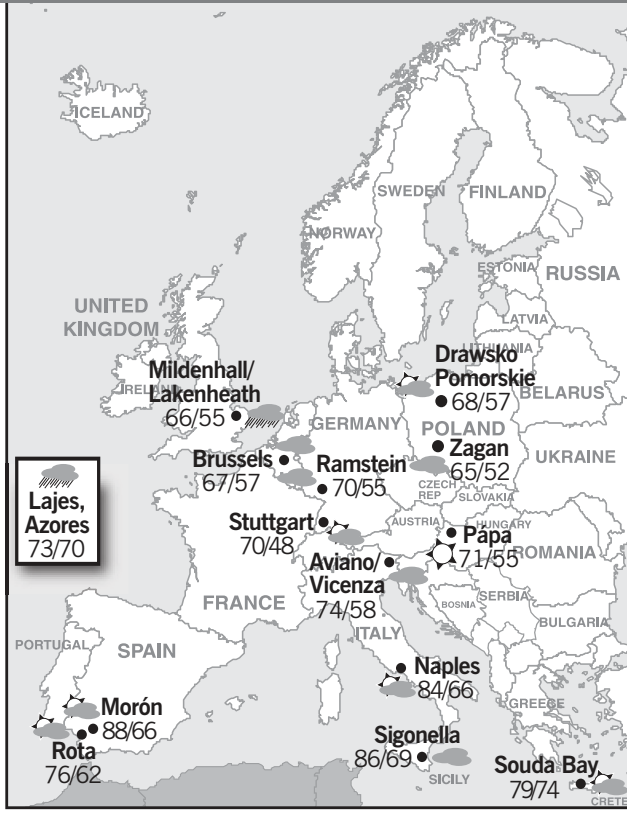 ICELAND
SWEDEN
FINLAND
NORWAY
ESTONIA
RUSSIA
UNITED
KINGDOM
LATVIA
LITHUANIA
Drawsko
Pomorskie
68/57
BELARUS
Mildenhall/
Lakenheath
66/55
IRELAND
GERMANY
POLAND
Zagan
65/52
UKRAINE
Brussels
67/57
Ramstein
70/55
CZECH
REP
SLOVAKIA
Lajes,
Azores
73/70
Stuttgart
70/48
AUSTRIA
HUNGARY
Pápa
71/55
ROMANIA
Aviano/
Vicenza
74/58
FRANCE
BOSNIA
SERBIA
BULGARIA
ITALY
PORTUGAL
SPAIN
Naples
84/66
GREECE
Morón
88/66
Rota
76/62
Sigonella
86/69
SICILY
Souda Bay
79/74
CRETE